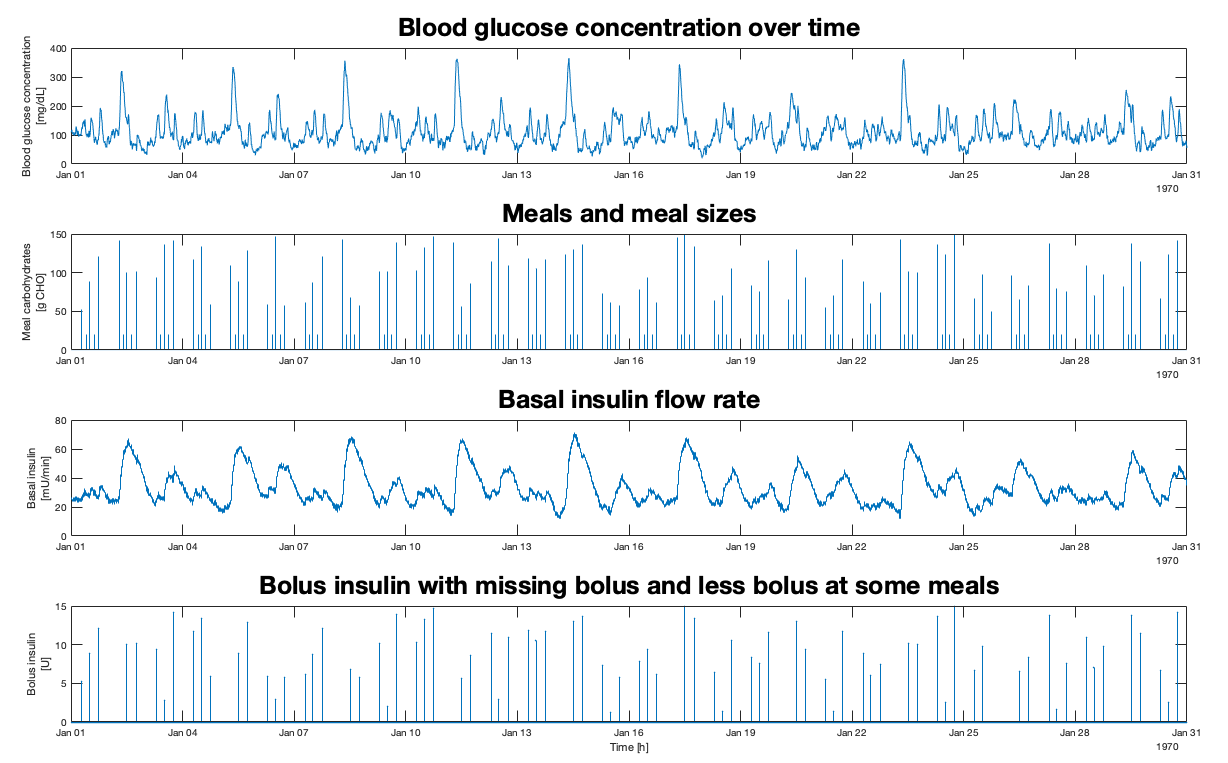 Blood glucose concentration over time
Blood glucose concentration
[mg/dL]
400
300
200
100
0
Jan 01 Jan 04 Jan 07 Jan 10 Jan 13 Jan 16 Jan 19 Jan 22 Jan 25 Jan 28 Jan 31
1970
Meals and meal sizes
Meal carbohydrates
[g CHO]
150
100
50
0
Jan 01 Jan 04 Jan 07 Jan 10 Jan 13 Jan 16 Jan 19 Jan 22 Jan 25 Jan 28 Jan 31
1970
Basal insulin flow rate
Basal insulin
[mU/min]
80
60
40
20
0
Jan 01 Jan 04 Jan 07 Jan 10 Jan 13 Jan 16 Jan 19 Jan 22 Jan 25 Jan 28 Jan 31
1970
Bolus insulin with missing bolus and less bolus at some meals
Bolus insulin
[U]
15
10
5
0
Jan 01 Jan 04 Jan 07 Jan 10 Jan 13 Jan 16 Jan 19 Jan 22 Jan 25 Jan 28 Jan 31
Time [h]
1970